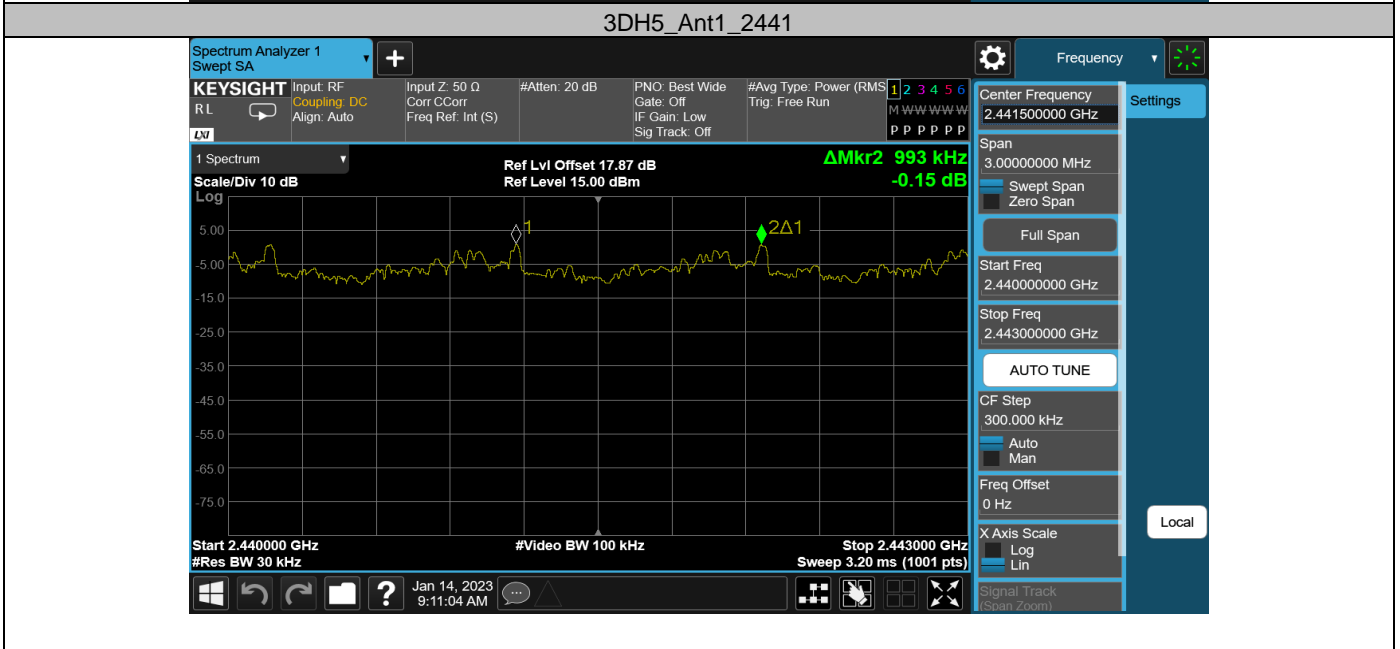 3DH5_Ant1_2441
Spectrum Analyzer 1
Swept SA
Frequency
KEYSIGHT
RL
LXI
Input: RF
Coupling: DC
Align: Auto
Input Z: 50 Ω
Corr CCorr
Freq Ref: Int (S)
#Atten: 20 dB
PNO: Best Wide
Gate: Off
IF Gain: Low
Sig Track: Off
#Avg Type: Power (RMS
Trig: Free Run
1 2 3 4 5 6
M W W W W W
P P P P P P
1 Spectrum
Scale/Div 10 dB
Log
Ref Lvl Offset 17.87 dB
Ref Level 15.00 dBm
ΔMkr2 993 kHz
-0.15 dB
1
2Δ1
5.00
-5.00
-15.0
-25.0
-35.0
-45.0
-55.0
-65.0
-75.0
Start 2.440000 GHz
#Res BW 30 kHz
#Video BW 100 kHz
Stop 2.443000 GHz
Sweep 3.20 ms (1001 pts)
Center Frequency
2.441500000 GHz
Settings
Span
3.00000000 MHz
Swept Span
Zero Span
Full Span
Start Freq
2.440000000 GHz
Stop Freq
2.443000000 GHz
AUTO TUNE
CF Step
300.000 kHz
Auto
Man
Freq Offset
0 Hz
X Axis Scale
Log
Lin
Signal Track
(Span Zoom)
Local
?
Jan 14, 2023
9:11:04 AM